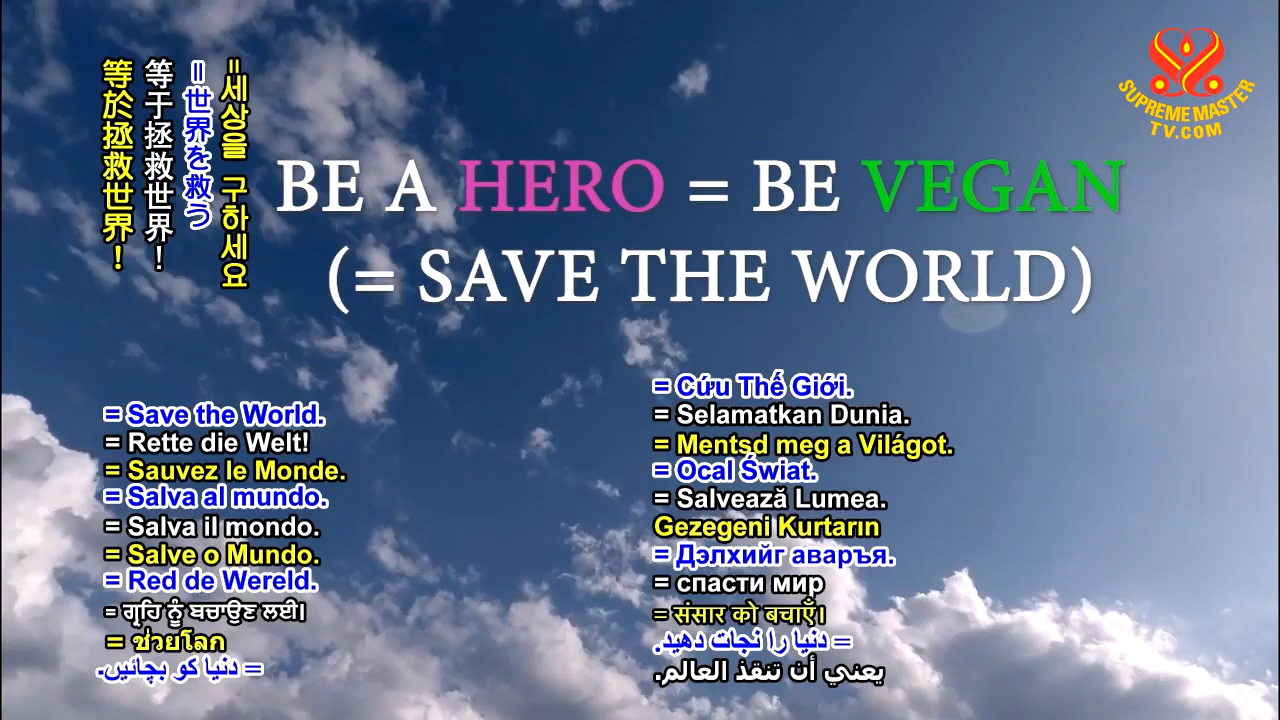 等於拯救世界！
等于拯救世界！
=世界を救う
=세상을 구하세요
BE A HERO = BE VEGAN
(= SAVE THE WORLD)
SUPREME MASTER
TV.COM
= Save the World.
= Rette die Welt!
= Sauvez le Monde.
= Salva al mundo.
= Salva il mondo.
= Salve o Mundo.
= Red de Wereld.
= ਗ੍ਰਹਿ ਨੂੰ ਬਚਾਉਣ ਲਈ।
= ช่วยโลก
= دنیا کو بچائیں.
= Cứu Thế Giới.
= Selamatkan Dunia.
= Mentsd meg a Világot.
= Ocal Świat.
= Salvează Lumea.
Gezegeni Kurtarın
= Дэлхийг аваръя.
= спасти мир
= संसार को बचाएँ।
= دنیا را نجات دهید.
يعني أن تنقذ العالم.